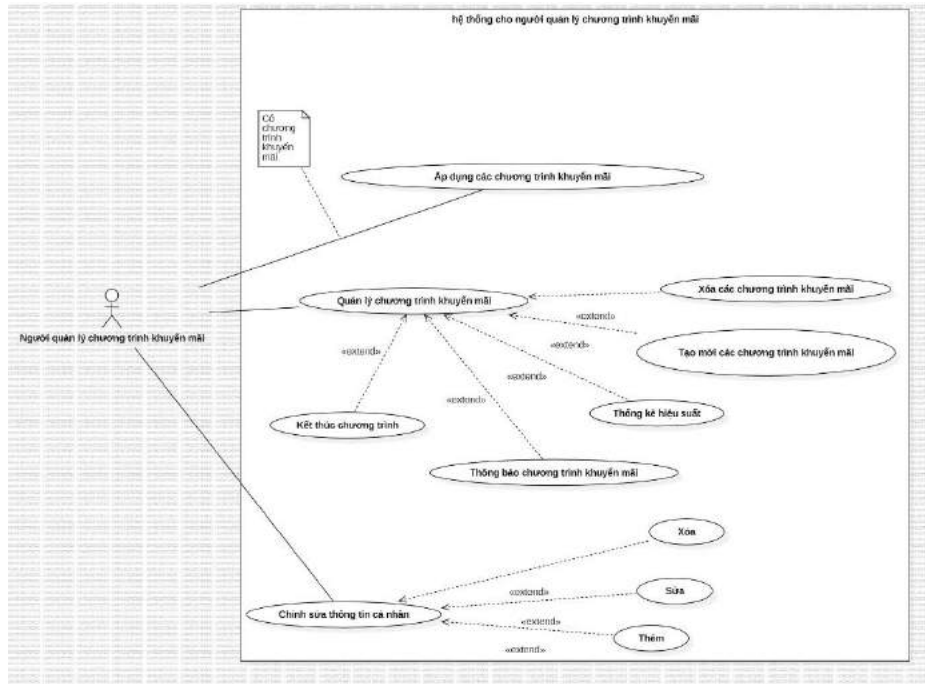 hệ thống cho người quản lý chương trình khuyến mãi
Có
chương
trình
khuyến
mãi
Áp dụng các chương trình khuyến mãi
Quản lý chương trình khuyến mãi
Xóa các chương trình khuyến mãi
«extend»
Tạo mới các chương trình khuyến mãi
«extend»
«extend»
«extend»
«extend»
Người quản lý chương trình khuyến mãi
Thống kê hiệu suất
Kết thúc chương trình
Thông báo chương trình khuyến mãi
Xóa
Sửa
«extend»
Chỉnh sửa thông tin cá nhân
«extend»
Thêm
«extend»